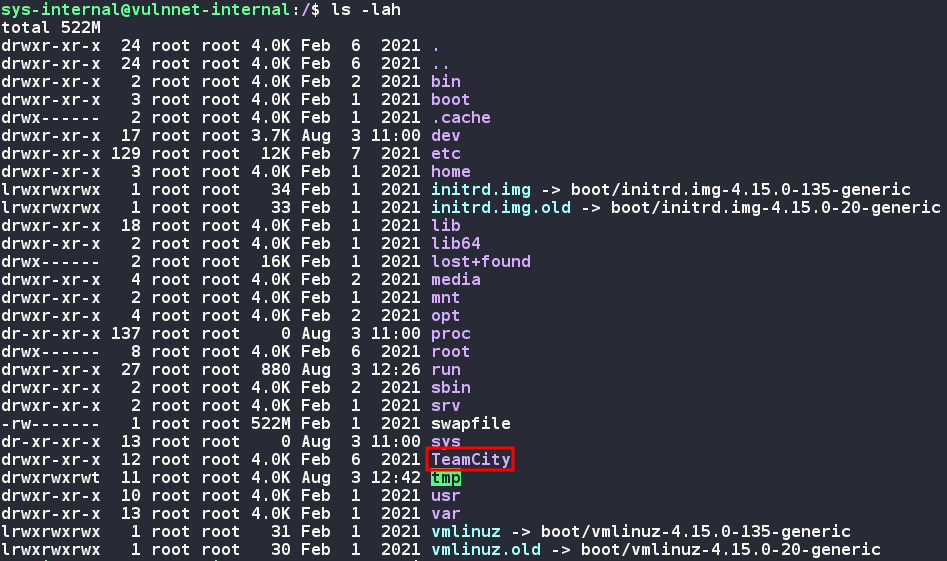 sys-internal@vulnnet-internal:/$ ls -lah
total 522M
drwxr-xr-x  24 root root 4.0K Feb  6  2021 .
drwxr-xr-x  24 root root 4.0K Feb  6  2021 ..
drwxr-xr-x   2 root root 4.0K Feb  2  2021 bin
drwxr-xr-x   3 root root 4.0K Feb  1  2021 boot
drwx------   2 root root 4.0K Feb  1  2021 .cache
drwxr-xr-x  17 root root 3.7K Aug  3 11:00 dev
drwxr-xr-x 129 root root  12K Feb  7  2021 etc
drwxr-xr-x   3 root root 4.0K Feb  1  2021 home
lrwxrwxrwx   1 root root   34 Feb  1  2021 initrd.img -> boot/initrd.img-4.15.0-135-generic
lrwxrwxrwx   1 root root   33 Feb  1  2021 initrd.img.old -> boot/initrd.img-4.15.0-20-generic
drwxr-xr-x  18 root root 4.0K Feb  1  2021 lib
drwxr-xr-x   2 root root 4.0K Feb  1  2021 lib64
drwx------   2 root root  16K Feb  1  2021 lost+found
drwxr-xr-x   4 root root 4.0K Feb  2  2021 media
drwxr-xr-x   2 root root 4.0K Feb  1  2021 mnt
drwxr-xr-x   4 root root 4.0K Feb  2  2021 opt
dr-xr-xr-x 137 root root    0 Aug  3 11:00 proc
drwx------   8 root root 4.0K Feb  6  2021 root
drwxr-xr-x  27 root root  880 Aug  3 12:26 run
drwxr-xr-x   2 root root 4.0K Feb  2  2021 sbin
drwxr-xr-x   2 root root 4.0K Feb  1  2021 srv
-rw-------   1 root root 522M Feb  1  2021 swapfile
dr-xr-xr-x  13 root root    0 Aug  3 11:00 sys
drwxr-xr-x  12 root root 4.0K Feb  6  2021 TeamCity
drwxrwxrwt  11 root root 4.0K Aug  3 12:42 tmp
drwxr-xr-x  10 root root 4.0K Feb  1  2021 usr
drwxr-xr-x  13 root root 4.0K Feb  1  2021 var
lrwxrwxrwx   1 root root   31 Feb  1  2021 vmlinuz -> boot/vmlinuz-4.15.0-135-generic
lrwxrwxrwx   1 root root   30 Feb  1  2021 vmlinuz.old -> boot/vmlinuz-4.15.0-20-generic